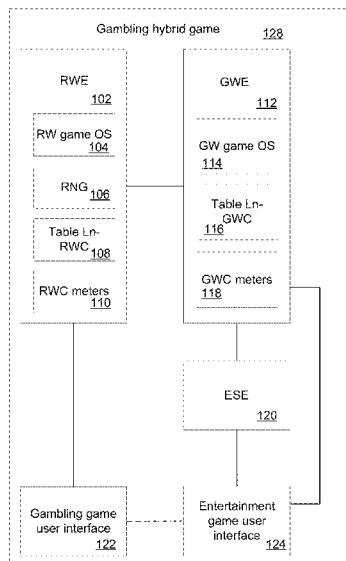 Gambling hybrid game
128
RWE
102
RW game OS
104
RNG
106
Table Ln-
RWC
108
RWC meters
110
GWE
112
GW game OS
114
Table Ln-
GWC
116
GWC meters
118
ESE
120
Gambling game
user interface
122
Entertainment
game user
interface
124